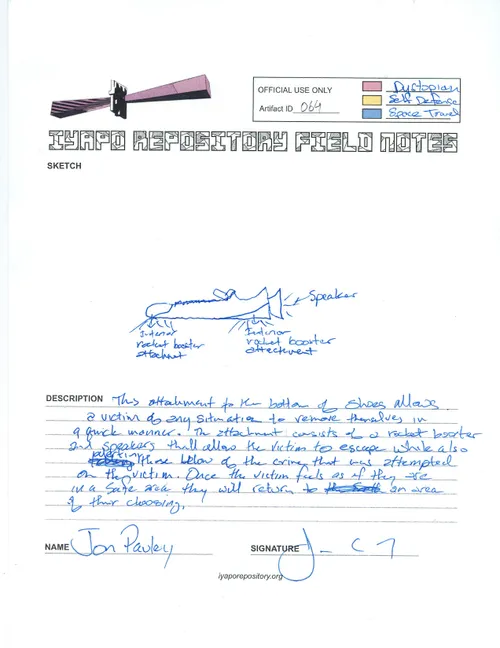 OFFICIAL USE ONLY
Artifact ID 064
Dystopian
Self Defense
Space Travel
IYAPO REPOSITORY FIELD NOTES
SKETCH
Speaker
Interior
rocket booster
attachment
Interior
rocket booster
attachment
DESCRIPTION This attachment to the bottom of shoes allows
a victim of any situation to remove themselves in
a quick manner. The attachment consists of a rocket booster
and speakers thall allow the victim to escape while also
alerting those below of the crime that was attempted
on the victim. Once the victim feels as if they are
in a safe area they will return to an area
of their choosing.
NAME Jon Pauley SIGNATURE J
iyaporepository.org